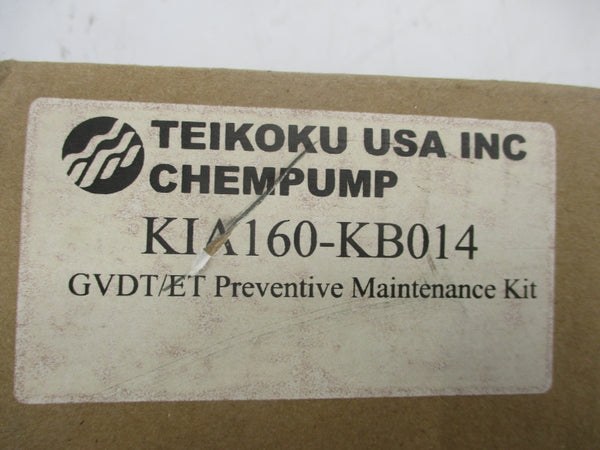 TEIKOKU USA INC
CHEMPUMP
KIA160-KB014
GVDT/ET Preventive Maintenance Kit